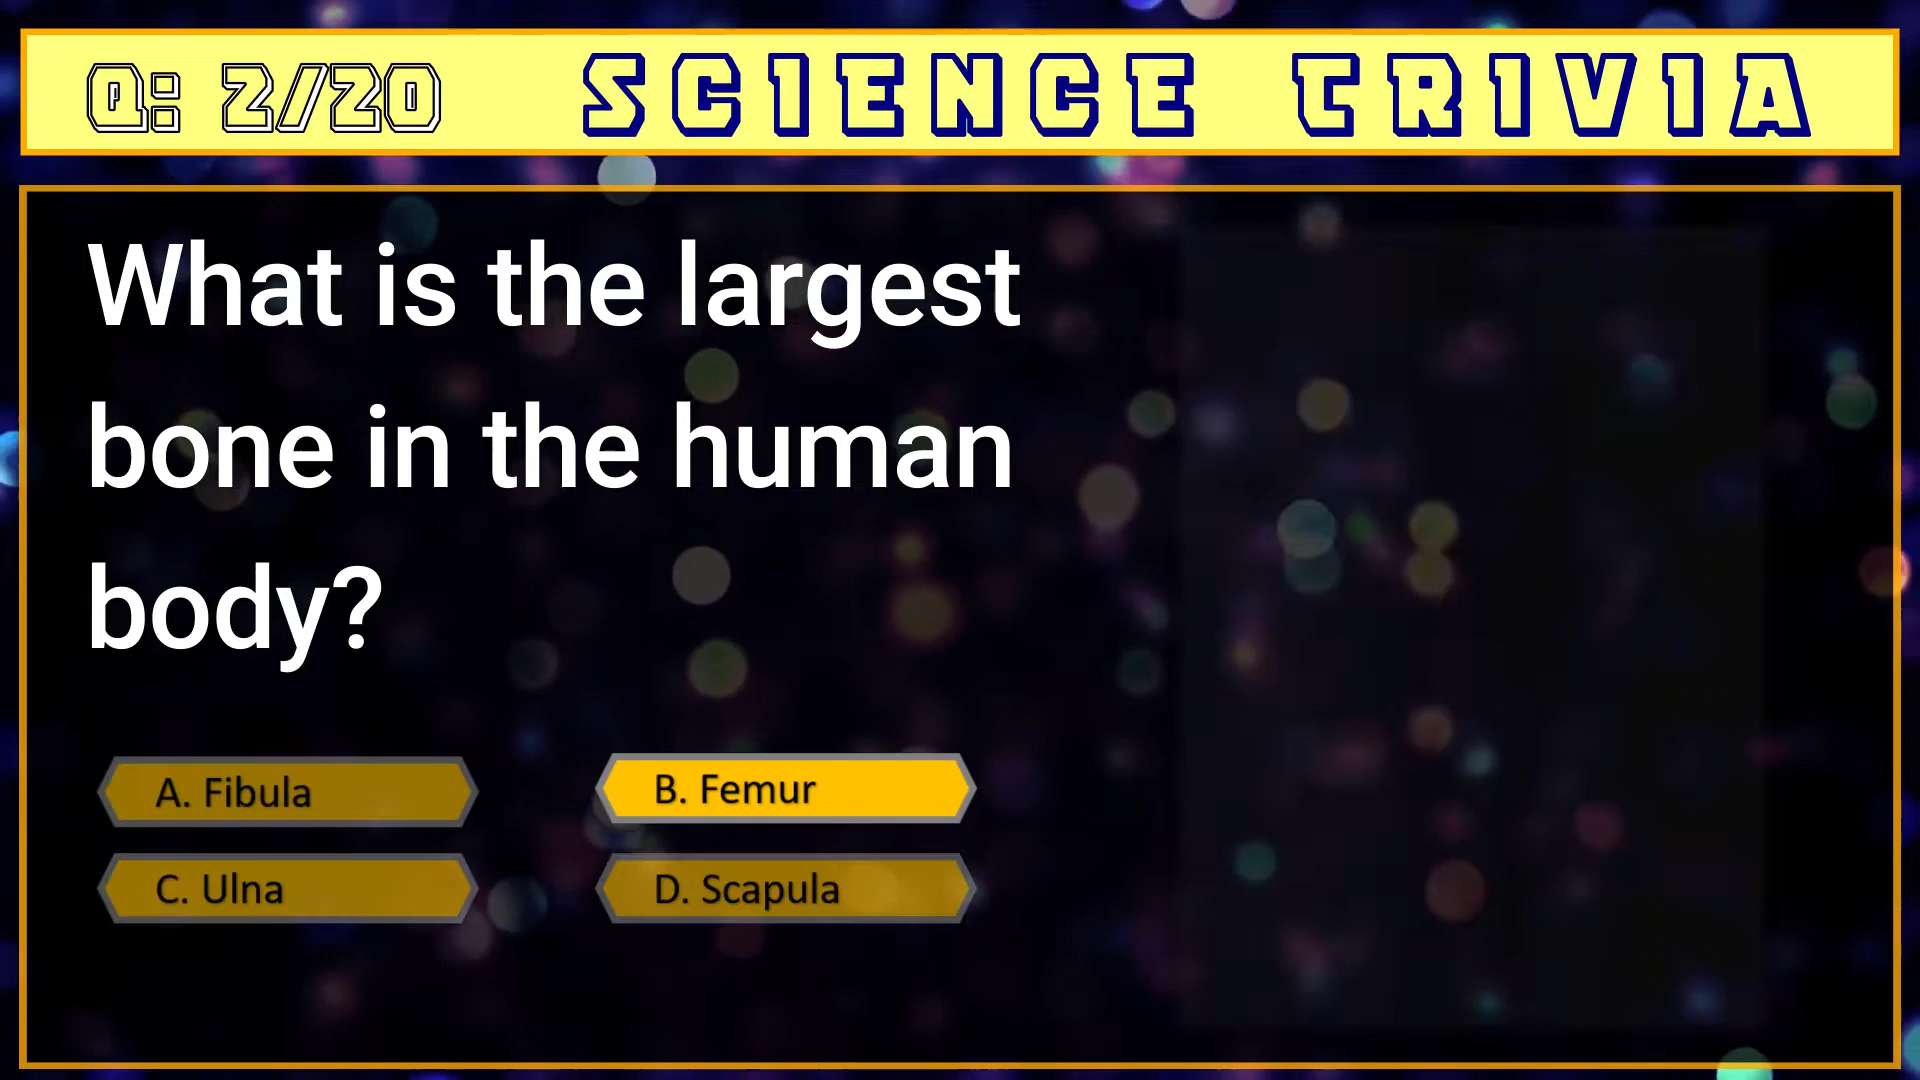 Q: 2/20 SCIENCE TRIVIA
What is the largest
bone in the human
body?
A. Fibula
B. Femur
C. Ulna
D. Scapula